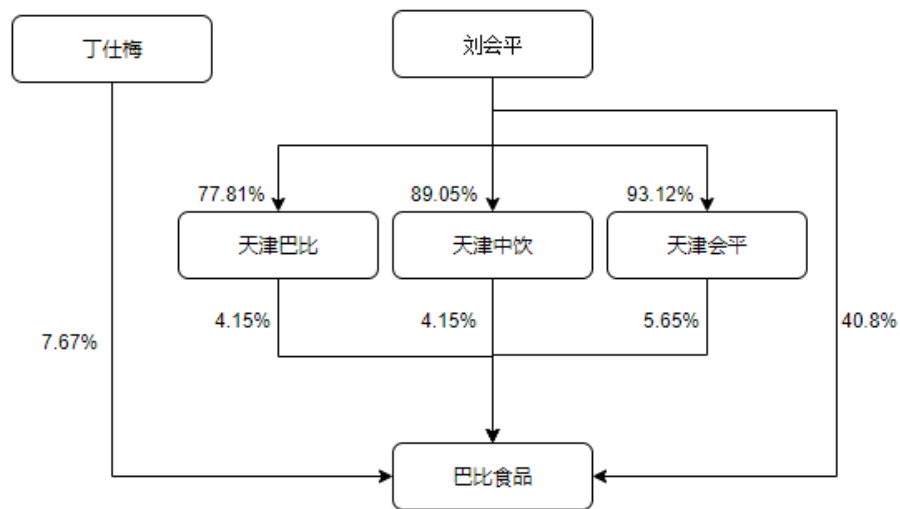 丁仕梅
刘会平
77.81%
89.05%
93.12%
天津巴比
天津中饮
天津会平
4.15%
4.15%
5.65%
7.67%
40.8%
巴比食品